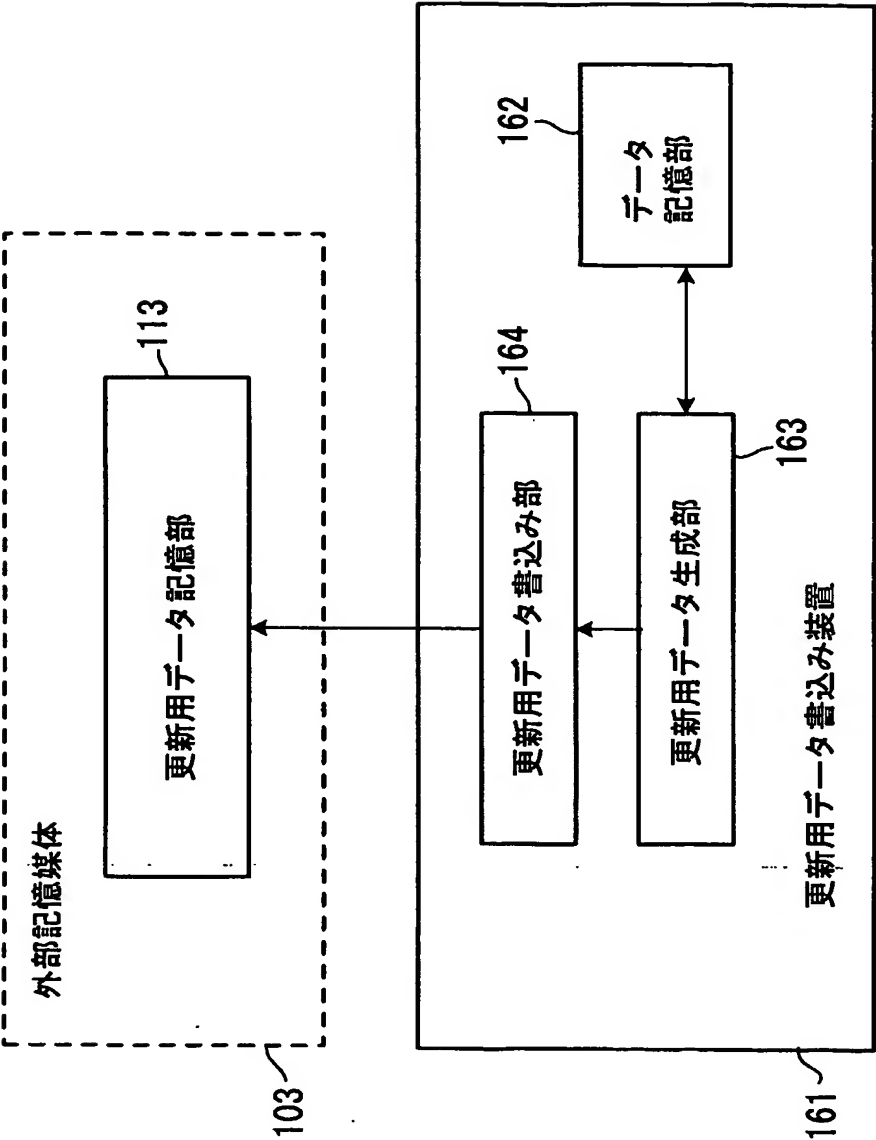 外部記憶媒体
103
更新用データ記憶部
113
更新用データ書込み部
164
更新用データ生成部
163
データ
記憶部
162
更新用データ書込み装置
161